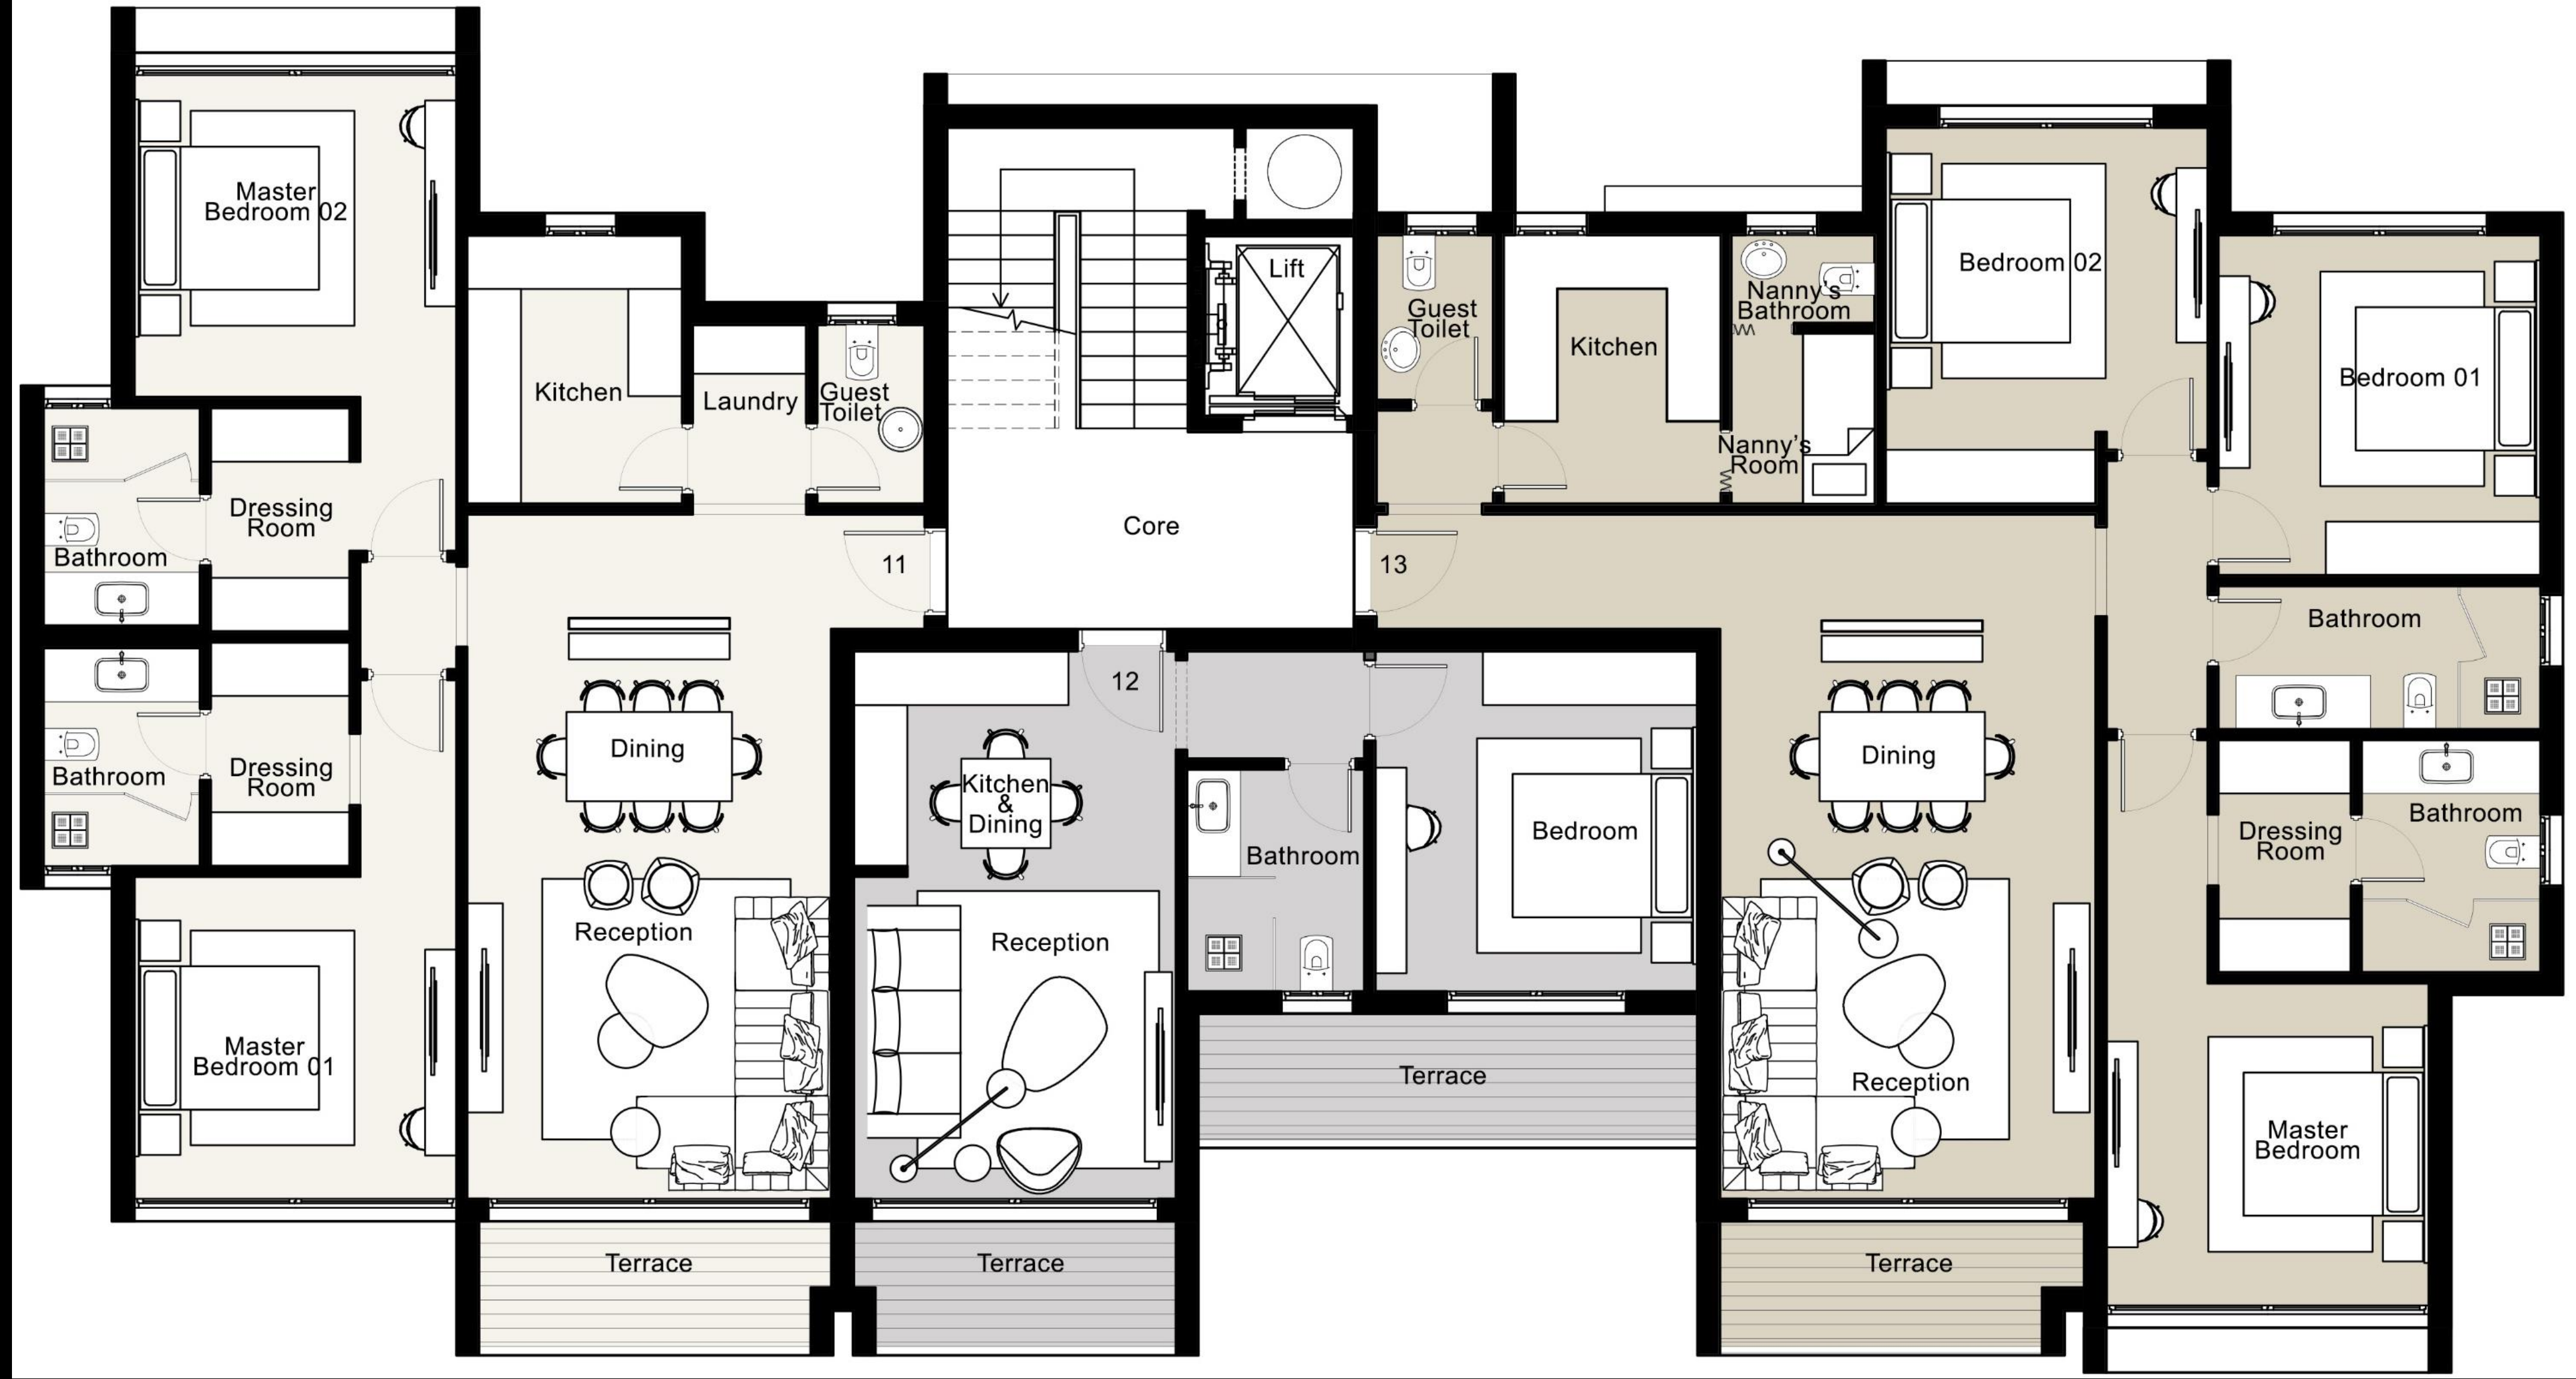 Master
Bedroom 02
Kitchen
Laundry
Guest
Toilet
Dressing
Room
Bathroom
Bathroom
Dressing
Room
Master
Bedroom 01
11
Dining
Reception
Terrace
Lift
Core
12
Kitchen
&
Dining
Reception
Terrace
Bathroom
Bedroom
Terrace
13
Guest
Toilet
Kitchen
Nanny's
Bathroom
Nanny's
Room
Bedroom 02
Bedroom 01
Bathroom
Dining
Reception
Terrace
Dressing
Room
Bathroom
Master
Bedroom